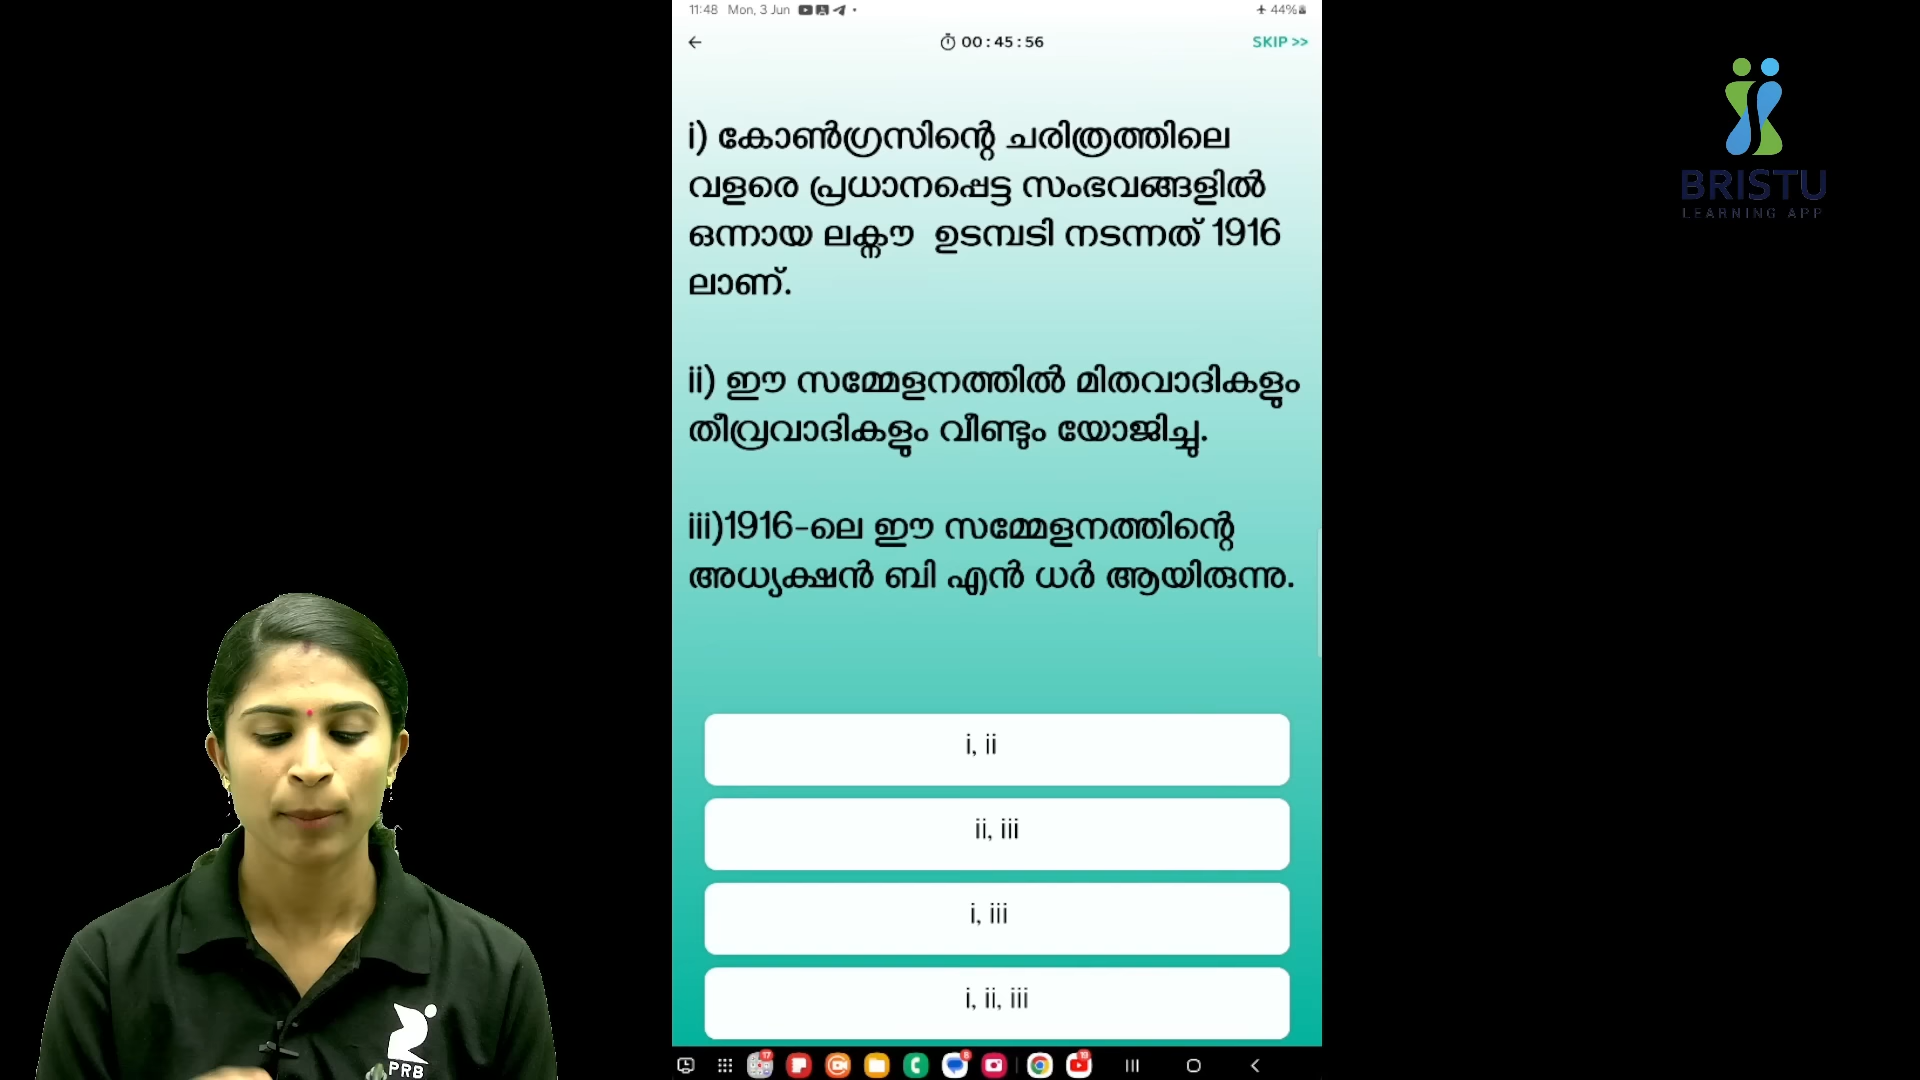 11:48 Mon, 3 Jun
44%
00 : 45 : 56
SKIP >>
i) കോൺഗ്രസിന്റെ ചരിത്രത്തിലെ
വളരെ പ്രധാനപ്പെട്ട സംഭവങ്ങളിൽ
ഒന്നായ ലക്നൗ ഉടമ്പടി നടന്നത് 1916
ലാണ്.
ii) ഈ സമ്മേളനത്തിൽ മിതവാദികളും
തീവ്രവാദികളും വീണ്ടും യോജിച്ചു.
iii)1916-ലെ ഈ സമ്മേളനത്തിന്റെ
അധ്യക്ഷൻ ബി എൻ ധർ ആയിരുന്നു.
i, ii
ii, iii
i, iii
i, ii, iii
BRISTU
LEARNING APP
PRB